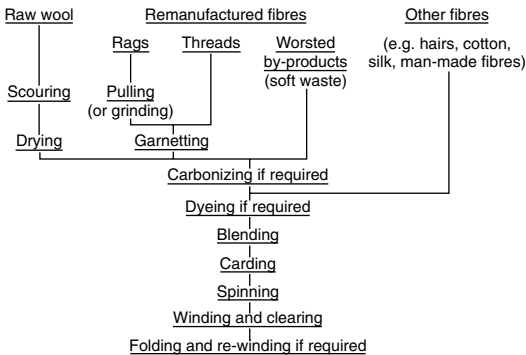 Raw wool
Remanufactured fibres
Other fibres
Rags
Threads
Worsted
by-products
(soft waste)
(e.g. hairs, cotton,
silk, man-made fibres)
Scouring
Pulling
(or grinding)
Drying
Garnetting
Carbonizing if required
Dyeing if required
Blending
Carding
Spinning
Winding and clearing
Folding and re-winding if required